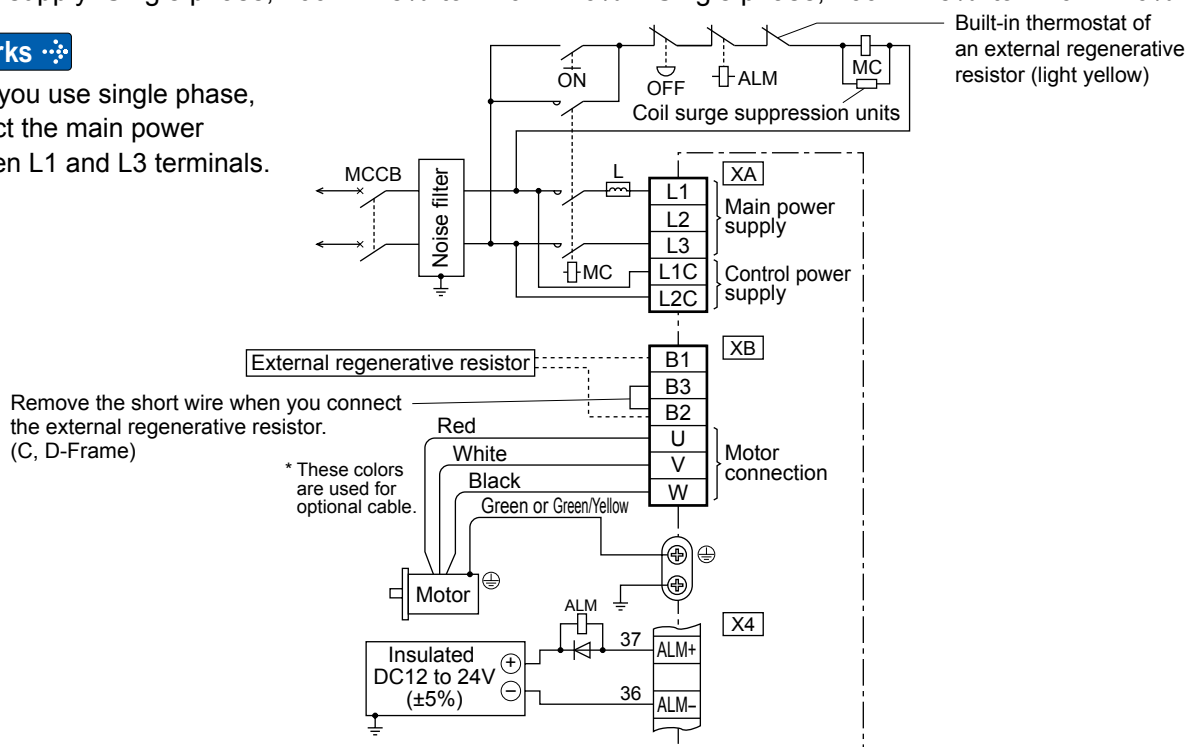 rks
you use single phase,
ct the main power
en L1 and L3 terminals.
Built-in thermostat of
an external regenerative
resistor (light yellow)
ON
OFF
ALM
MC
Coil surge suppression units
MCCB
Noise filter
L
MC
XA
L1
L2
L3
L1C
L2C
Main power
supply
Control power
supply
XB
B1
B3
B2
U
V
W
External regenerative resistor
Remove the short wire when you connect
the external regenerative resistor.
(C, D-Frame)
Red
White
Black
Green or Green/Yellow
* These colors
are used for
optional cable.
Motor
connection
Motor
ALM
X4
37
ALM+
36
ALM–
Insulated
DC12 to 24V
(±5%)
+
–